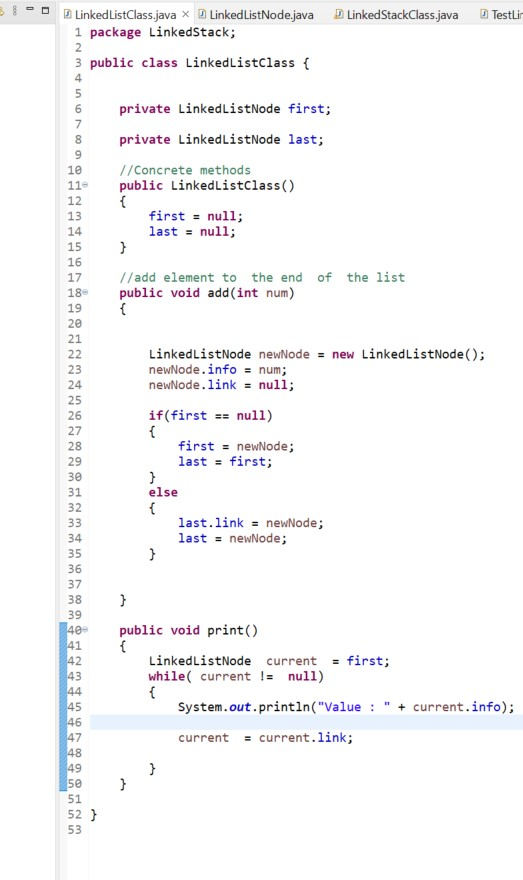 LinkedListClass.java LinkedListNode.java LinkedStackClass.java
1 package LinkedStack;
2
3 public class LinkedListClass {
4
5
6 private LinkedListNode first;
7
8 private LinkedListNode last;
9
10 //Concrete methods
11 public LinkedListClass()
12 {
13 first = null;
14 last = null;
15 }
16
17 //add element to  the end  of  the list
18 public void add(int num)
19 {
20
21
22 LinkedListNode newNode = new LinkedListNode();
23 newNode.info = num;
24 newNode.link = null;
25
26 if(first == null)
27 {
28 first = newNode;
29 last = first;
30 }
31 else
32 {
33 last.link = newNode;
34 last = newNode;
35 }
36
37
38 }
39
40 public void print()
41 {
42 LinkedListNode  current  = first;
43 while( current !=  null)
44 {
45 System.out.println("Value : " + current.info);
46
47 current  = current.link;
48
49 }
50 }
51
52 }
53